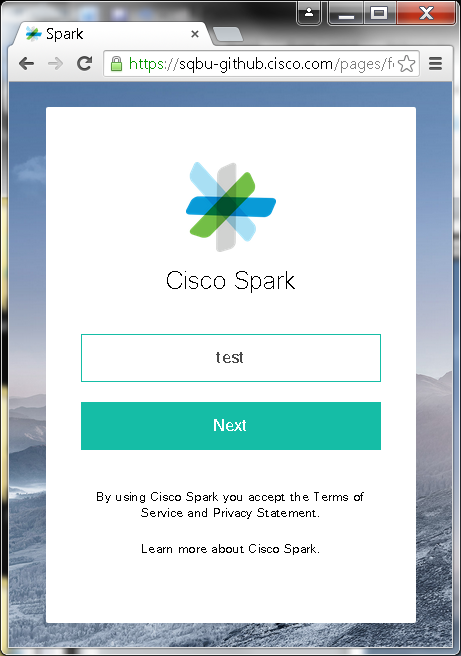 Spark
https://sqbu-github.cisco.com/pages/f
Cisco Spark
test
Next
By using Cisco Spark you accept the Terms of
Service and Privacy Statement.
Learn more about Cisco Spark.